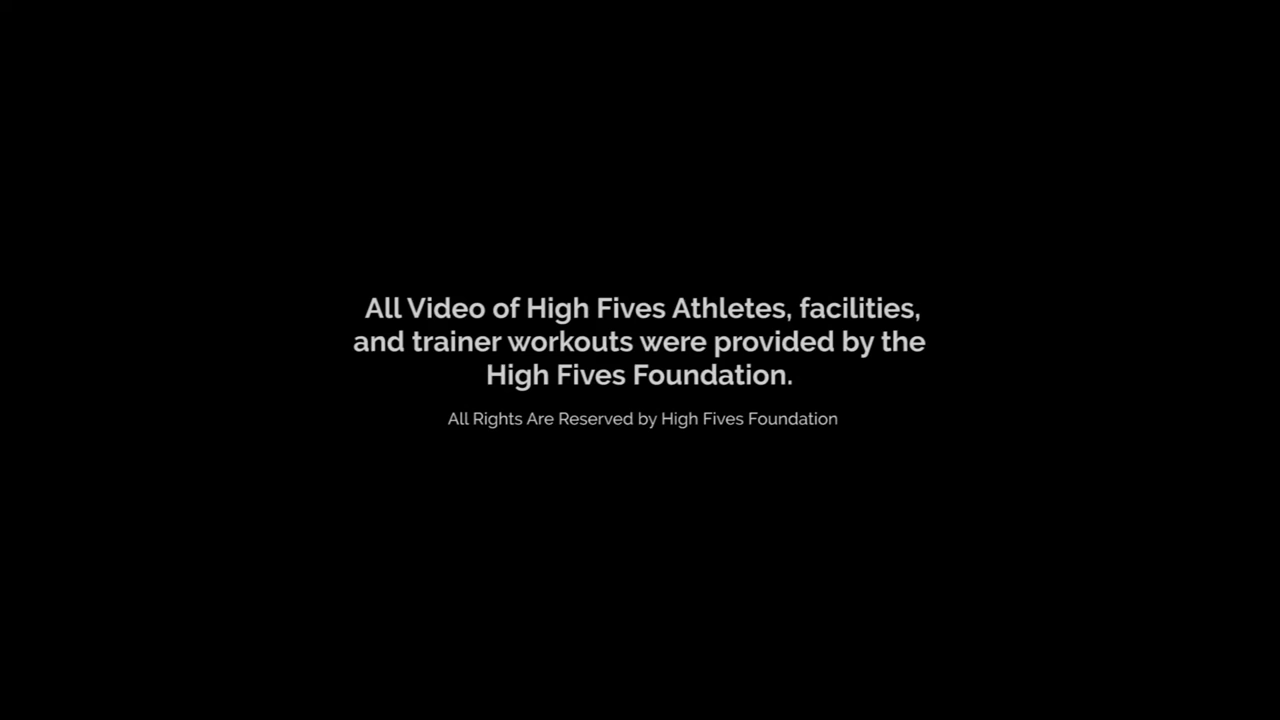 All Video of High Fives Athletes, facilities,
and trainer workouts were provided by the
High Fives Foundation.
All Rights Are Reserved by High Fives Foundation